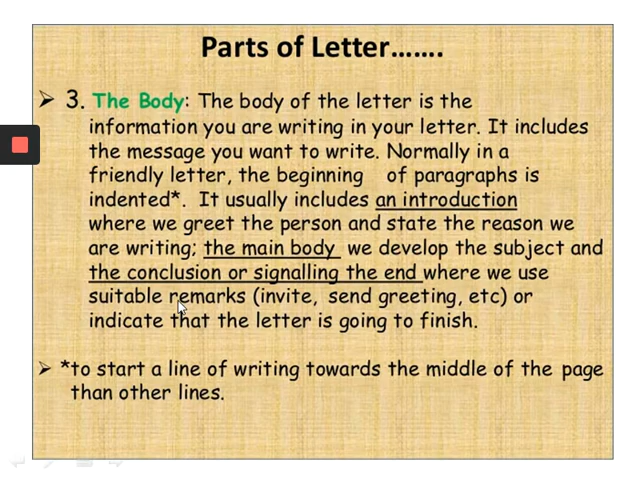 Parts of Letter…….
➢ 3. The Body: The body of the letter is the
information you are writing in your letter. It includes
the message you want to write. Normally in a
friendly letter, the beginning of paragraphs is
indented*. It usually includes an introduction
where we greet the person and state the reason we
are writing; the main body we develop the subject and
the conclusion or signalling the end where we use
suitable remarks (invite, send greeting, etc) or
indicate that the letter is going to finish.
➢ *to start a line of writing towards the middle of the page
than other lines.